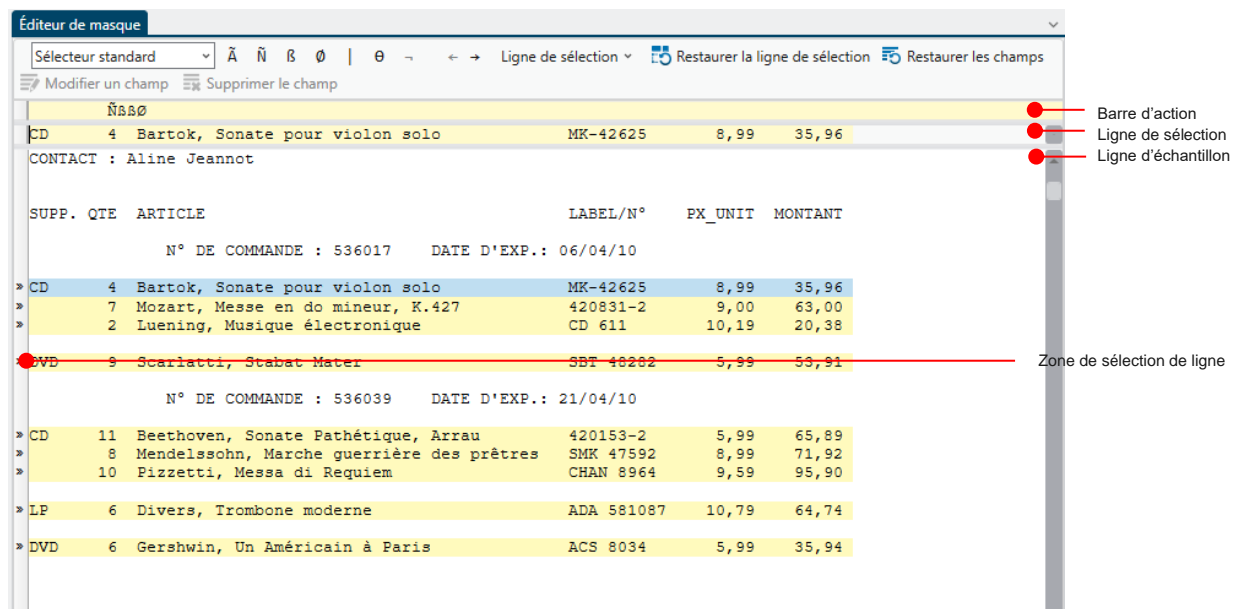 Éditeur de masque
Sélecteur standard Ã Ñ ß Ø | θ ¬ ← → Ligne de sélection Restaurer la ligne de sélection Restaurer les champs
Modifier un champ Supprimer le champ
ÑßßØ
Barre d’action
CD 4 Bartok, Sonate pour violon solo MK-42625 8,99 35,96
Ligne de sélection
CONTACT : Aline Jeannot
Ligne d’échantillon
SUPP. QTE ARTICLE LABEL/N° PX_UNIT MONTANT
N° DE COMMANDE : 536017 DATE D'EXP.: 06/04/10
» CD 4 Bartok, Sonate pour violon solo MK-42625 8,99 35,96
» 7 Mozart, Messe en do mineur, K.427 420831-2 9,00 63,00
» 2 Luening, Musique électronique CD 611 10,19 20,38
» DVD 9 Scarlatti, Stabat Mater SBT 48282 5,99 53,91
Zone de sélection de ligne
N° DE COMMANDE : 536039 DATE D'EXP.: 21/04/10
» CD 11 Beethoven, Sonate Pathétique, Arrau 420153-2 5,99 65,89
» 8 Mendelssohn, Marche guerrière des prêtres SMK 47592 8,99 71,92
» 10 Pizzetti, Messa di Requiem CHAN 8964 9,59 95,90
» LP 6 Divers, Trombone moderne ADA 581087 10,79 64,74
» DVD 6 Gershwin, Un Américain à Paris ACS 8034 5,99 35,94